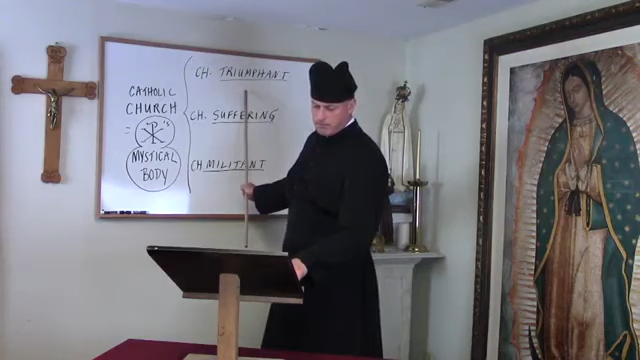 CATHOLIC
CHURCH
= 's
MYSTICAL
BODY
CH. TRIUMPHANT
CH. SUFFERING
CH MILITANT